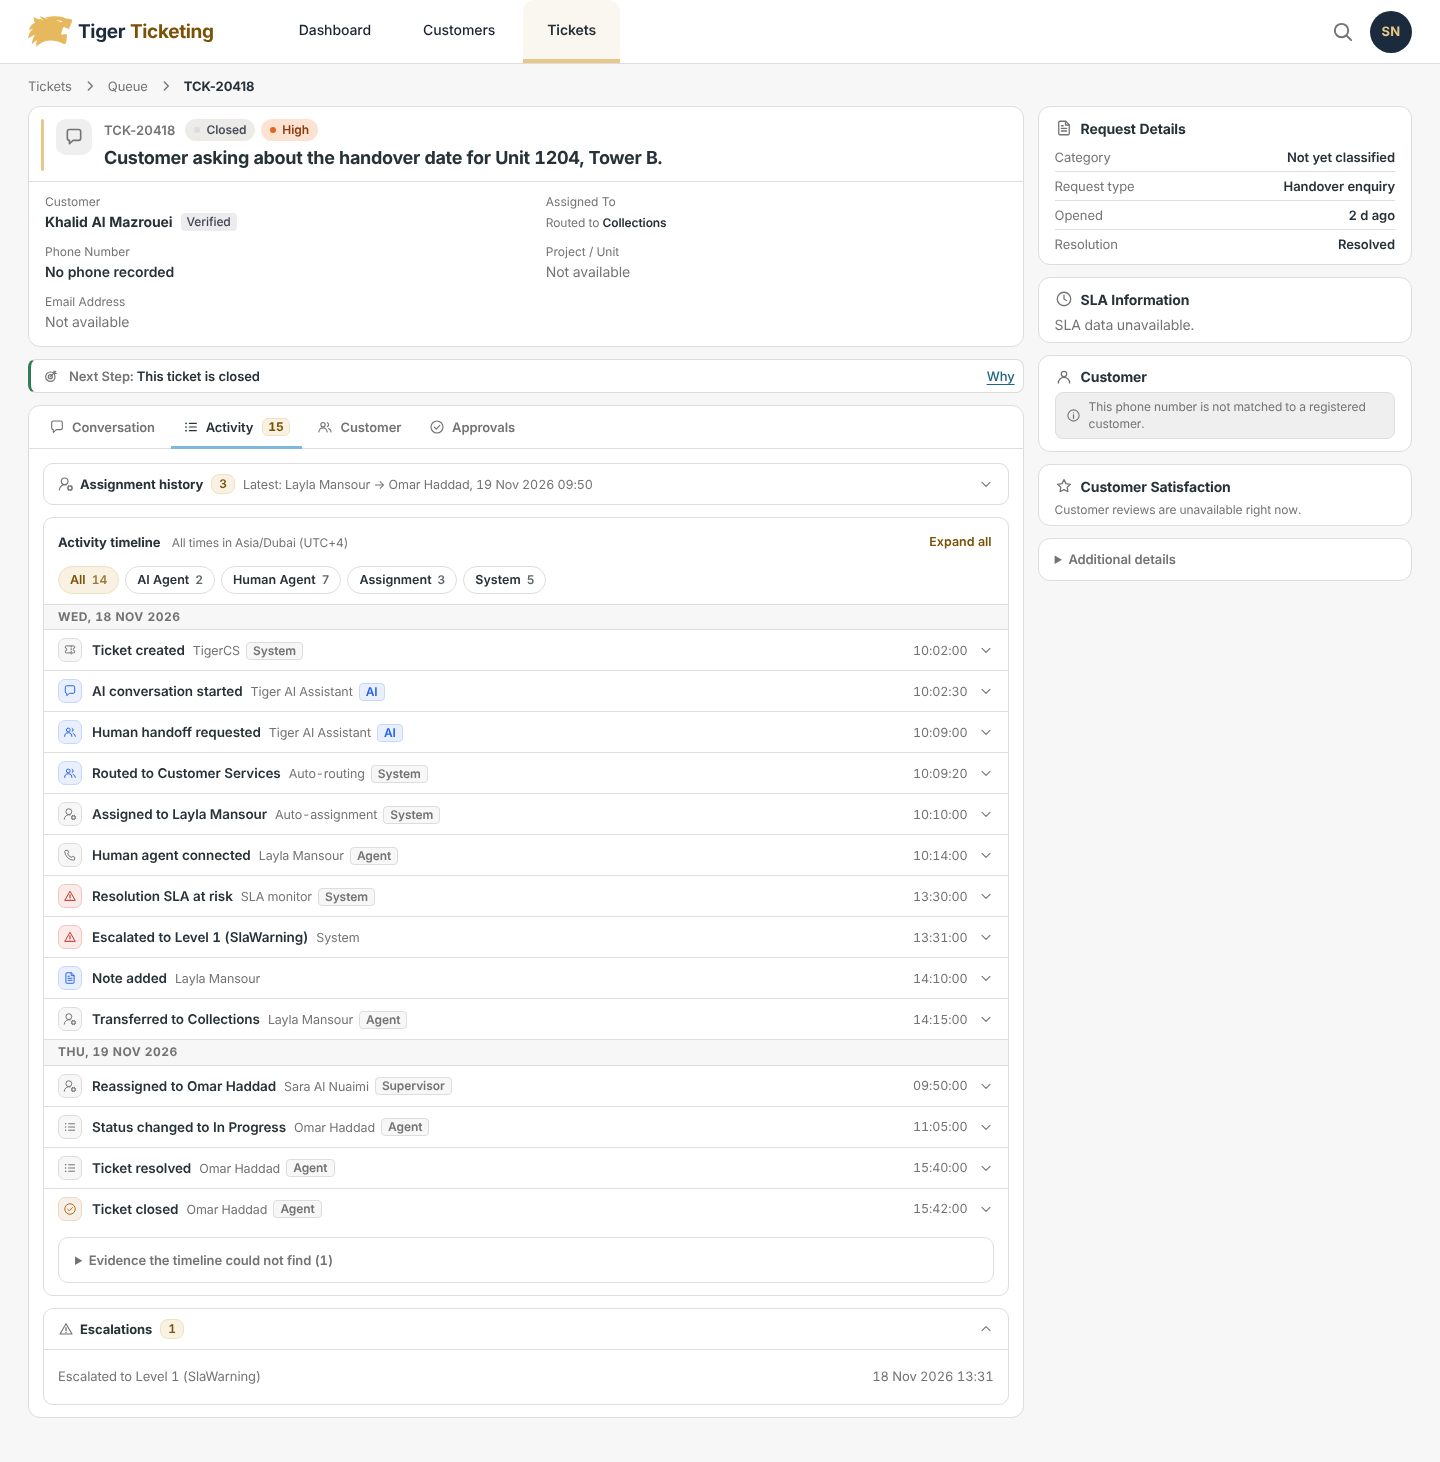 Tiger Ticketing
Dashboard
Customers
Tickets
SN
Tickets
Queue
TCK-20418
TCK-20418
Closed
High
Customer asking about the handover date for Unit 1204, Tower B.
Customer
Khalid Al Mazrouei Verified
Assigned To
Routed to Collections
Phone Number
No phone recorded
Project / Unit
Not available
Email Address
Not available
Next Step: This ticket is closed
Why
Conversation
Activity 15
Customer
Approvals
Assignment history 3 Latest: Layla Mansour → Omar Haddad, 19 Nov 2026 09:50
Activity timeline All times in Asia/Dubai (UTC+4)
Expand all
All 14
AI Agent 2
Human Agent 7
Assignment 3
System 5
WED, 18 NOV 2026
Ticket created TigerCS System 10:02:00
AI conversation started Tiger AI Assistant AI 10:02:30
Human handoff requested Tiger AI Assistant AI 10:09:00
Routed to Customer Services Auto-routing System 10:09:20
Assigned to Layla Mansour Auto-assignment System 10:10:00
Human agent connected Layla Mansour Agent 10:14:00
Resolution SLA at risk SLA monitor System 13:30:00
Escalated to Level 1 (SlaWarning) System 13:31:00
Note added Layla Mansour 14:10:00
Transferred to Collections Layla Mansour Agent 14:15:00
THU, 19 NOV 2026
Reassigned to Omar Haddad Sara Al Nuaimi Supervisor 09:50:00
Status changed to In Progress Omar Haddad Agent 11:05:00
Ticket resolved Omar Haddad Agent 15:40:00
Ticket closed Omar Haddad Agent 15:42:00
Evidence the timeline could not find (1)
Escalations 1
Escalated to Level 1 (SlaWarning) 18 Nov 2026 13:31
Request Details
Category Not yet classified
Request type Handover enquiry
Opened 2 d ago
Resolution Resolved
SLA Information
SLA data unavailable.
Customer
This phone number is not matched to a registered
customer.
Customer Satisfaction
Customer reviews are unavailable right now.
Additional details